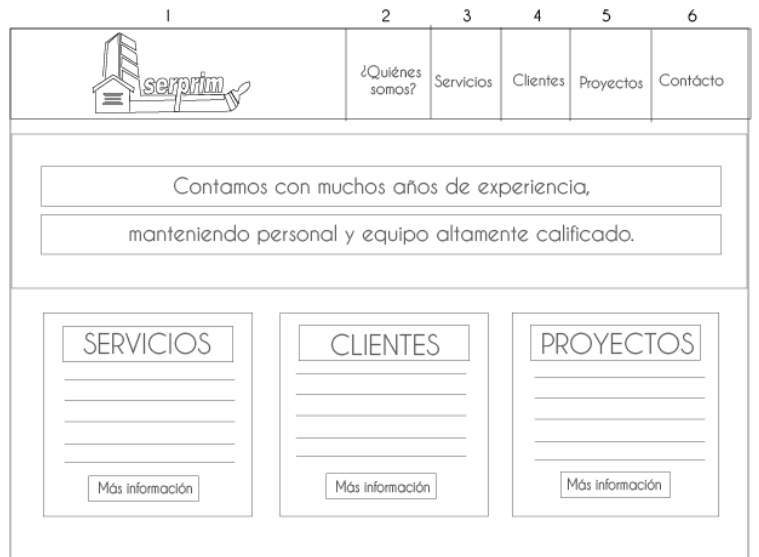 1 2 3 4 5 6
serprim
¿Quiénes
somos?
Servicios
Clientes
Proyectos
Contácto
Contamos con muchos años de experiencia,
manteniendo personal y equipo altamente calificado.
SERVICIOS
CLIENTES
PROYECTOS
Más información
Más información
Más información